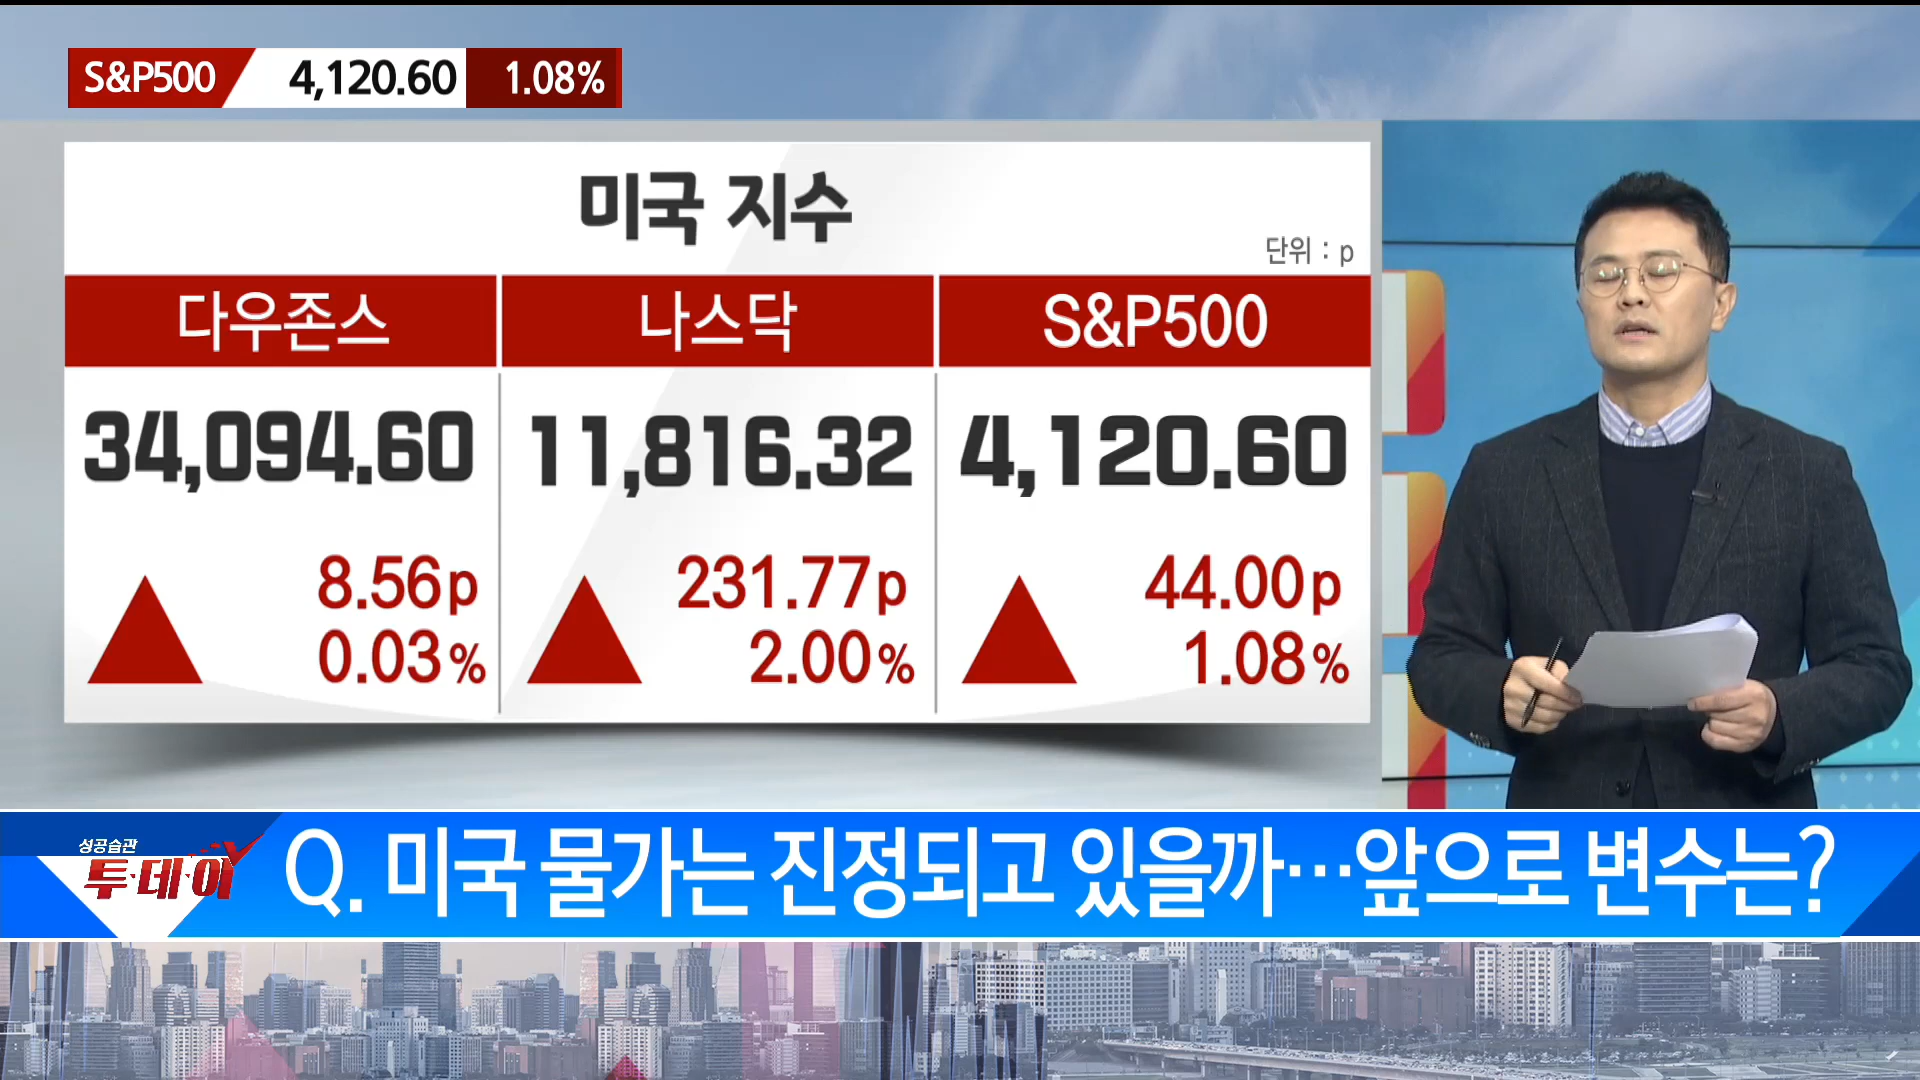 S&P500 4,120.60 1.08%
미국 지수
단위 : p
다우존스 나스닥 S&P500
34,094.60 11,816.32 4,120.60
8.56p 231.77p 44.00p
0.03% 2.00% 1.08%
성공습관
투·데·이
Q. 미국 물가는 진정되고 있을까…앞으로 변수는?